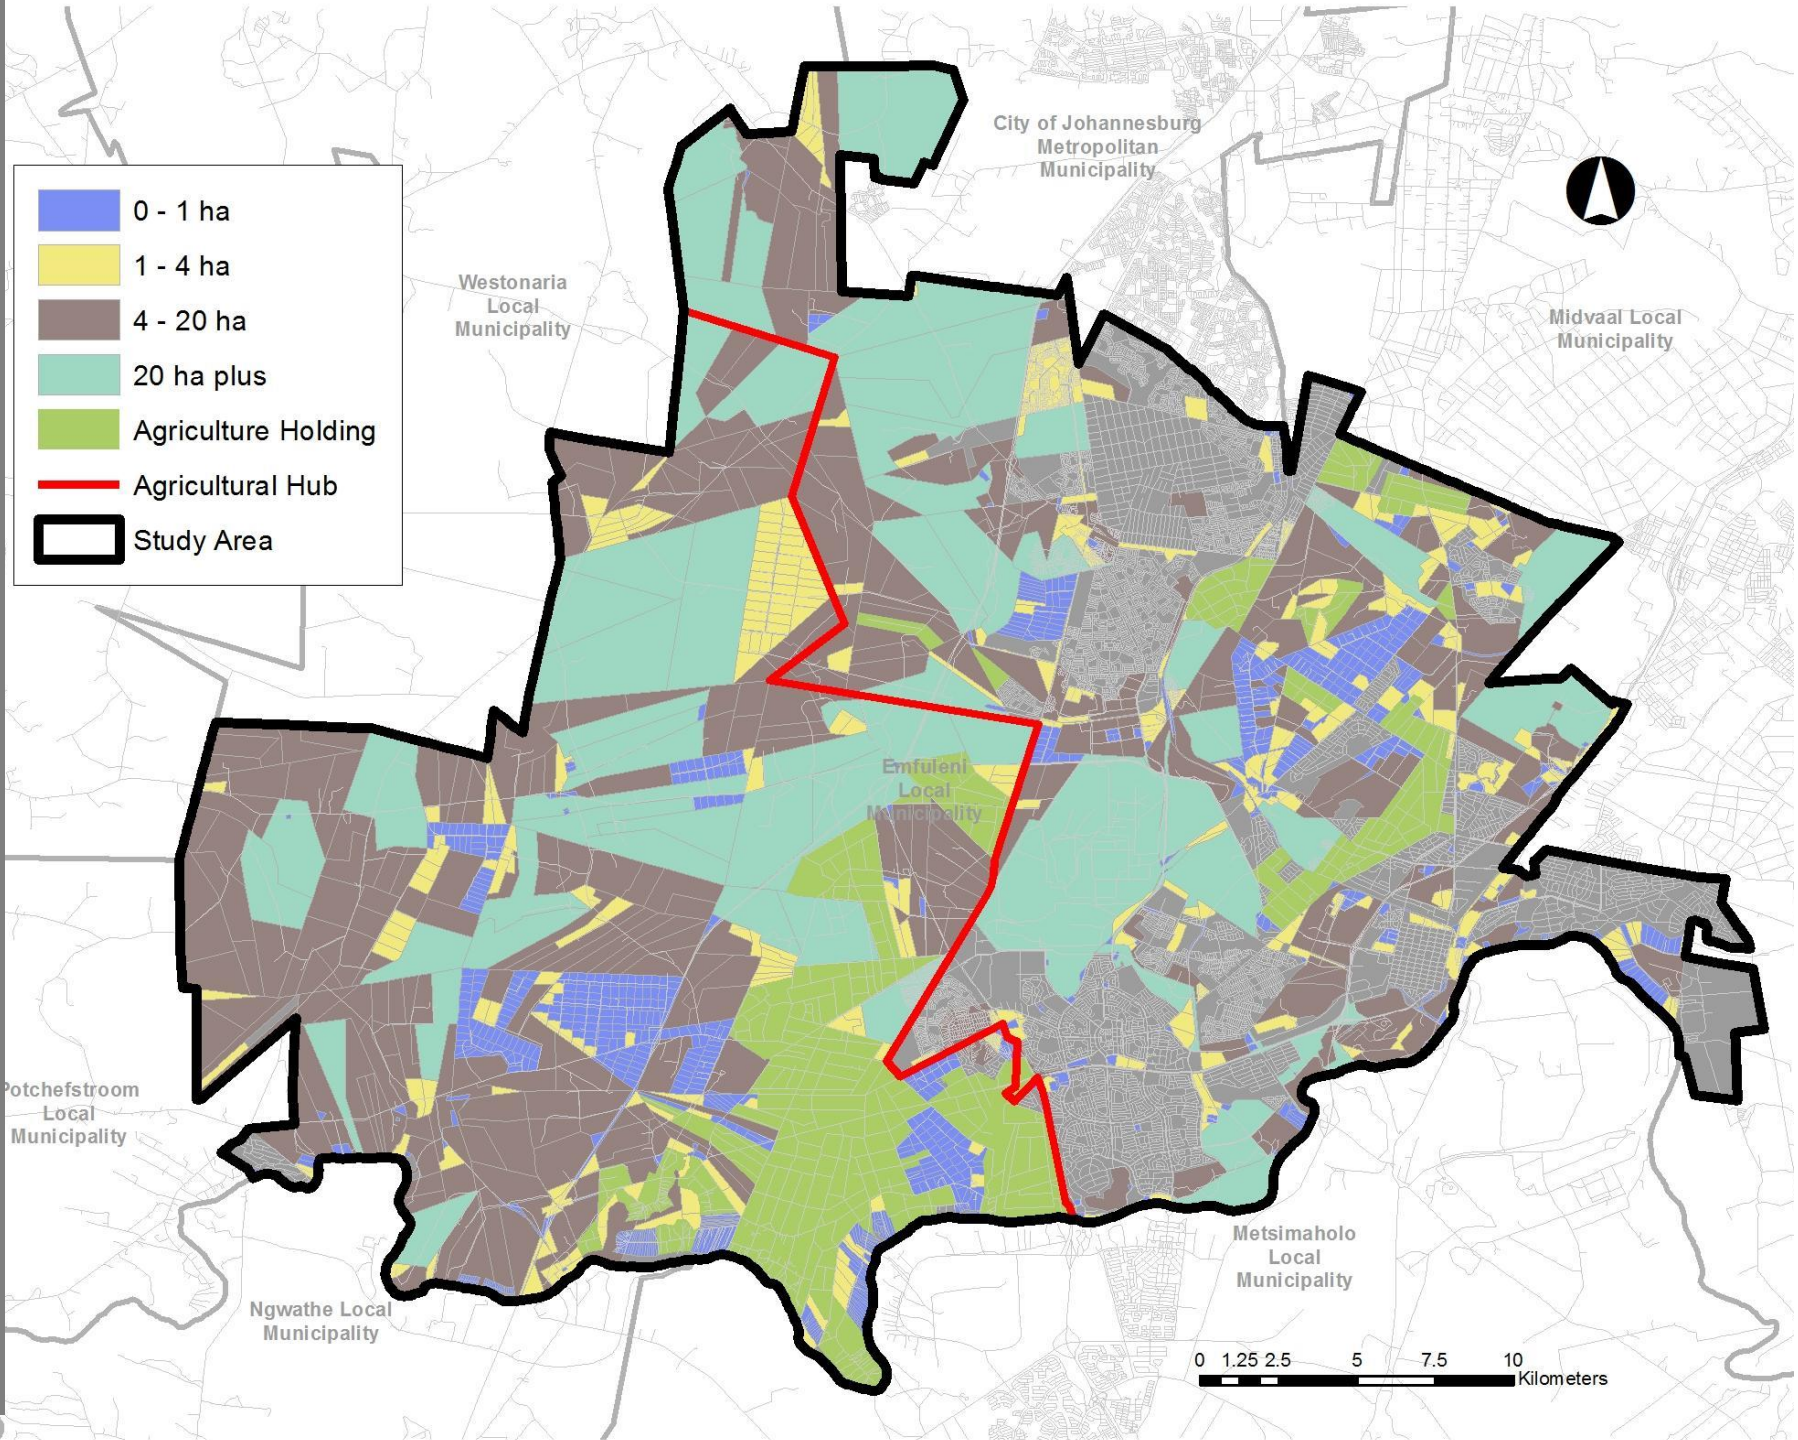 City of Johannesburg
Metropolitan
Municipality
0 - 1 ha
1 - 4 ha
4 - 20 ha
20 ha plus
Agriculture Holding
Agricultural Hub
Study Area
Westonaria
Local
Municipality
Midvaal Local
Municipality
Emfuleni
Local
Municipality
Potchefstroom
Local
Municipality
Metsimaholo
Local
Municipality
Ngwathe Local
Municipality
0 1.25 2.5 5 7.5 10
Kilometers